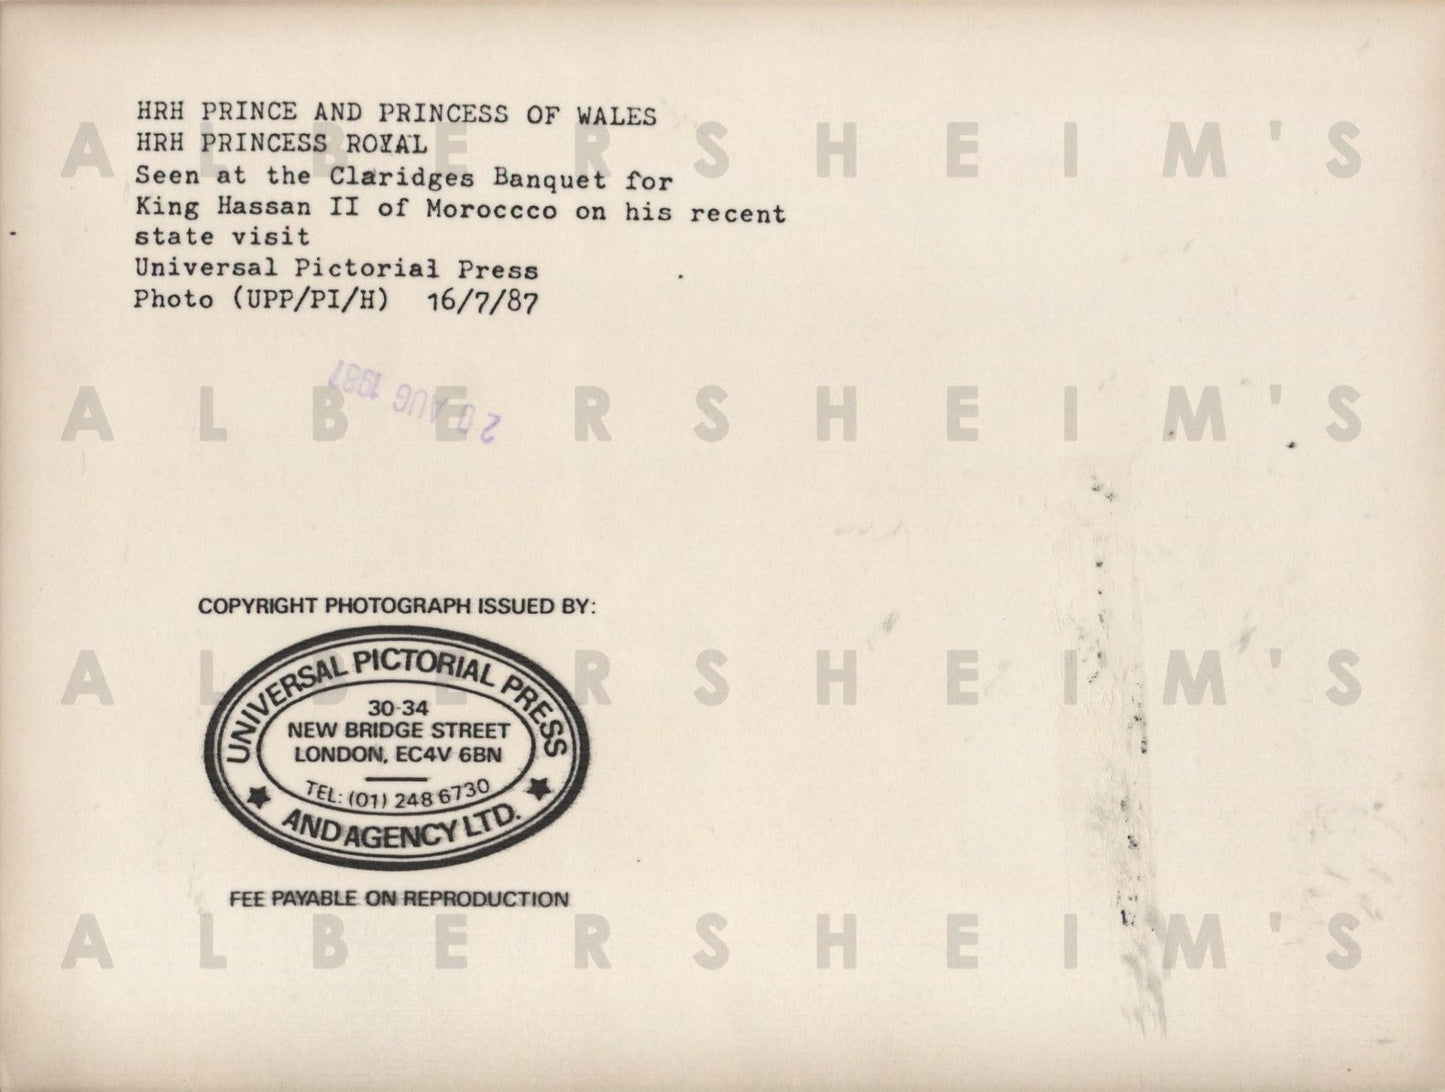 HRH PRINCE AND PRINCESS OF WALES
HRH PRINCESS ROYAL
Seen at the Claridges Banquet for
King Hassan II of Moroccco on his recent
state visit
Universal Pictorial Press
Photo (UPP/PI/H)  16/7/87
20 AUG 1987
COPYRIGHT PHOTOGRAPH ISSUED BY:
UNIVERSAL PICTORIAL PRESS
30-34
NEW BRIDGE STREET
LONDON, EC4V 6BN
TEL: (01) 248 6730
AND AGENCY LTD.
FEE PAYABLE ON REPRODUCTION
ALBERSHEIM'S
ALBERSHEIM'S
ALBERSHEIM'S
ALBERSHEIM'S